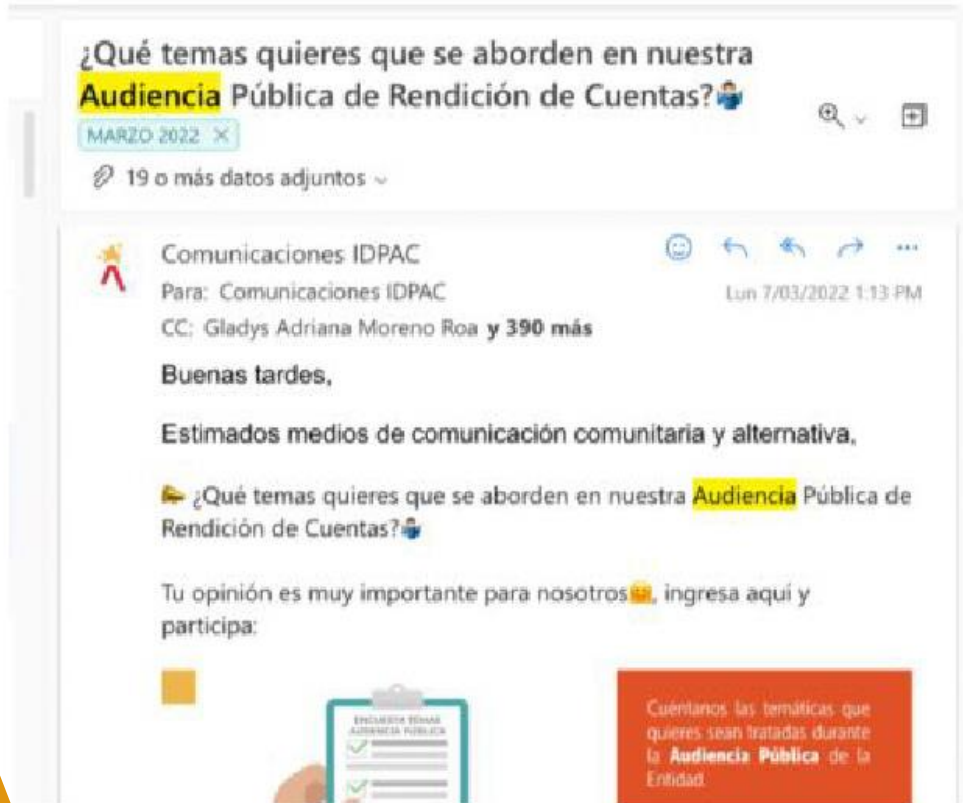 ¿Qué temas quieres que se aborden en nuestra
Audiencia Pública de Rendición de Cuentas?
MARZO 2022 ×
19 o más datos adjuntos
Comunicaciones IDPAC
Para: Comunicaciones IDPAC
Lun 7/03/2022 1:13 PM
CC: Gladys Adriana Moreno Roa y 390 más
Buenas tardes,
Estimados medios de comunicación comunitaria y alternativa,
¿Qué temas quieres que se aborden en nuestra Audiencia Pública de
Rendición de Cuentas?
Tu opinión es muy importante para nosotros, ingresa aquí y
participa:
ENCUESTA TEMAS
AUDIENCIA PÚBLICA
Cuéntanos las temáticas que
quieres sean tratadas durante
la Audiencia Pública de la
Entidad